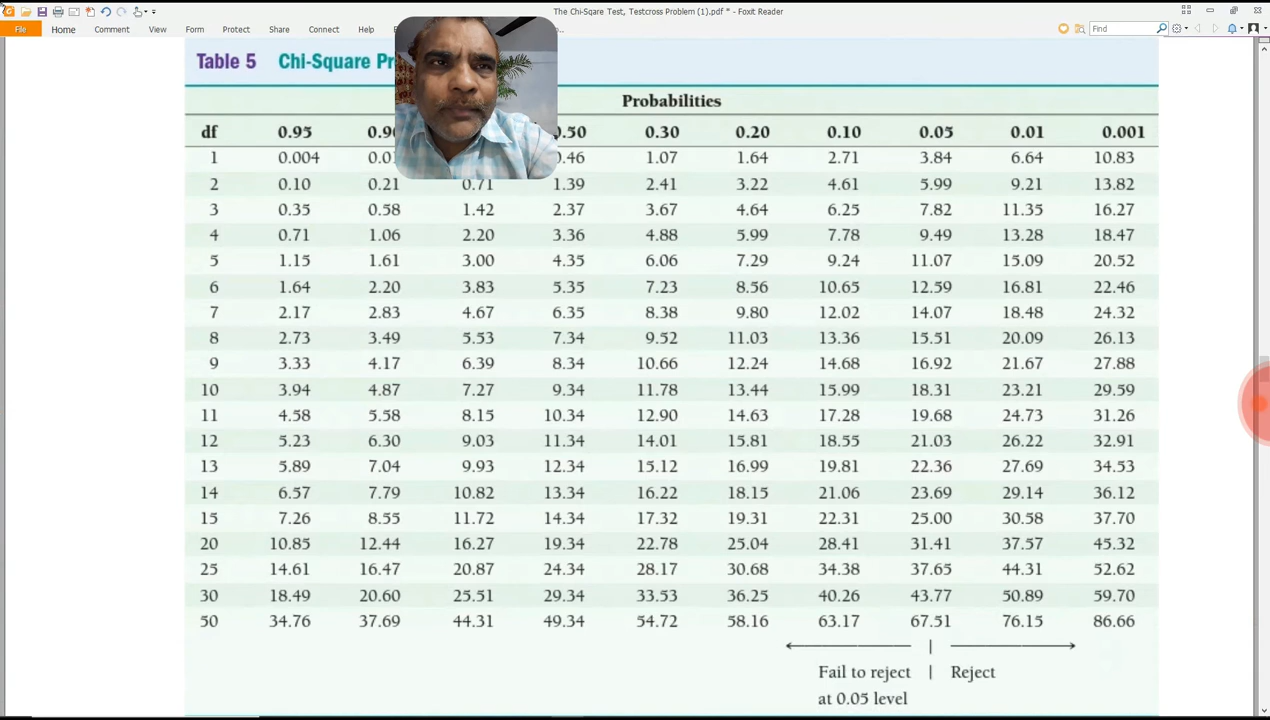 The Chi-Sqare Test, Testcross Problem (1).pdf * - Foxit Reader
File Home Comment View Form Protect Share Connect Help Find
Table 5 Chi-Square
Probabilities
df 0.95 0.50 0.30 0.20 0.10 0.05 0.01 0.001
1 0.004 1.07 1.64 2.71 3.84 6.64 10.83
2 0.10 0.21 0.71 1.39 2.41 3.22 4.61 5.99 9.21 13.82
3 0.35 0.58 1.42 2.37 3.67 4.64 6.25 7.82 11.35 16.27
4 0.71 1.06 2.20 3.36 4.88 5.99 7.78 9.49 13.28 18.47
5 1.15 1.61 3.00 4.35 6.06 7.29 9.24 11.07 15.09 20.52
6 1.64 2.20 3.83 5.35 7.23 8.56 10.65 12.59 16.81 22.46
7 2.17 2.83 4.67 6.35 8.38 9.80 12.02 14.07 18.48 24.32
8 2.73 3.49 5.53 7.34 9.52 11.03 13.36 15.51 20.09 26.13
9 3.33 4.17 6.39 8.34 10.66 12.24 14.68 16.92 21.67 27.88
10 3.94 4.87 7.27 9.34 11.78 13.44 15.99 18.31 23.21 29.59
11 4.58 5.58 8.15 10.34 12.90 14.63 17.28 19.68 24.73 31.26
12 5.23 6.30 9.03 11.34 14.01 15.81 18.55 21.03 26.22 32.91
13 5.89 7.04 9.93 12.34 15.12 16.99 19.81 22.36 27.69 34.53
14 6.57 7.79 10.82 13.34 16.22 18.15 21.06 23.69 29.14 36.12
15 7.26 8.55 11.72 14.34 17.32 19.31 22.31 25.00 30.58 37.70
20 10.85 12.44 16.27 19.34 22.78 25.04 28.41 31.41 37.57 45.32
25 14.61 16.47 20.87 24.34 28.17 30.68 34.38 37.65 44.31 52.62
30 18.49 20.60 25.51 29.34 33.53 36.25 40.26 43.77 50.89 59.70
50 34.76 37.69 44.31 49.34 54.72 58.16 63.17 67.51 76.15 86.66
Fail to reject | Reject
at 0.05 level